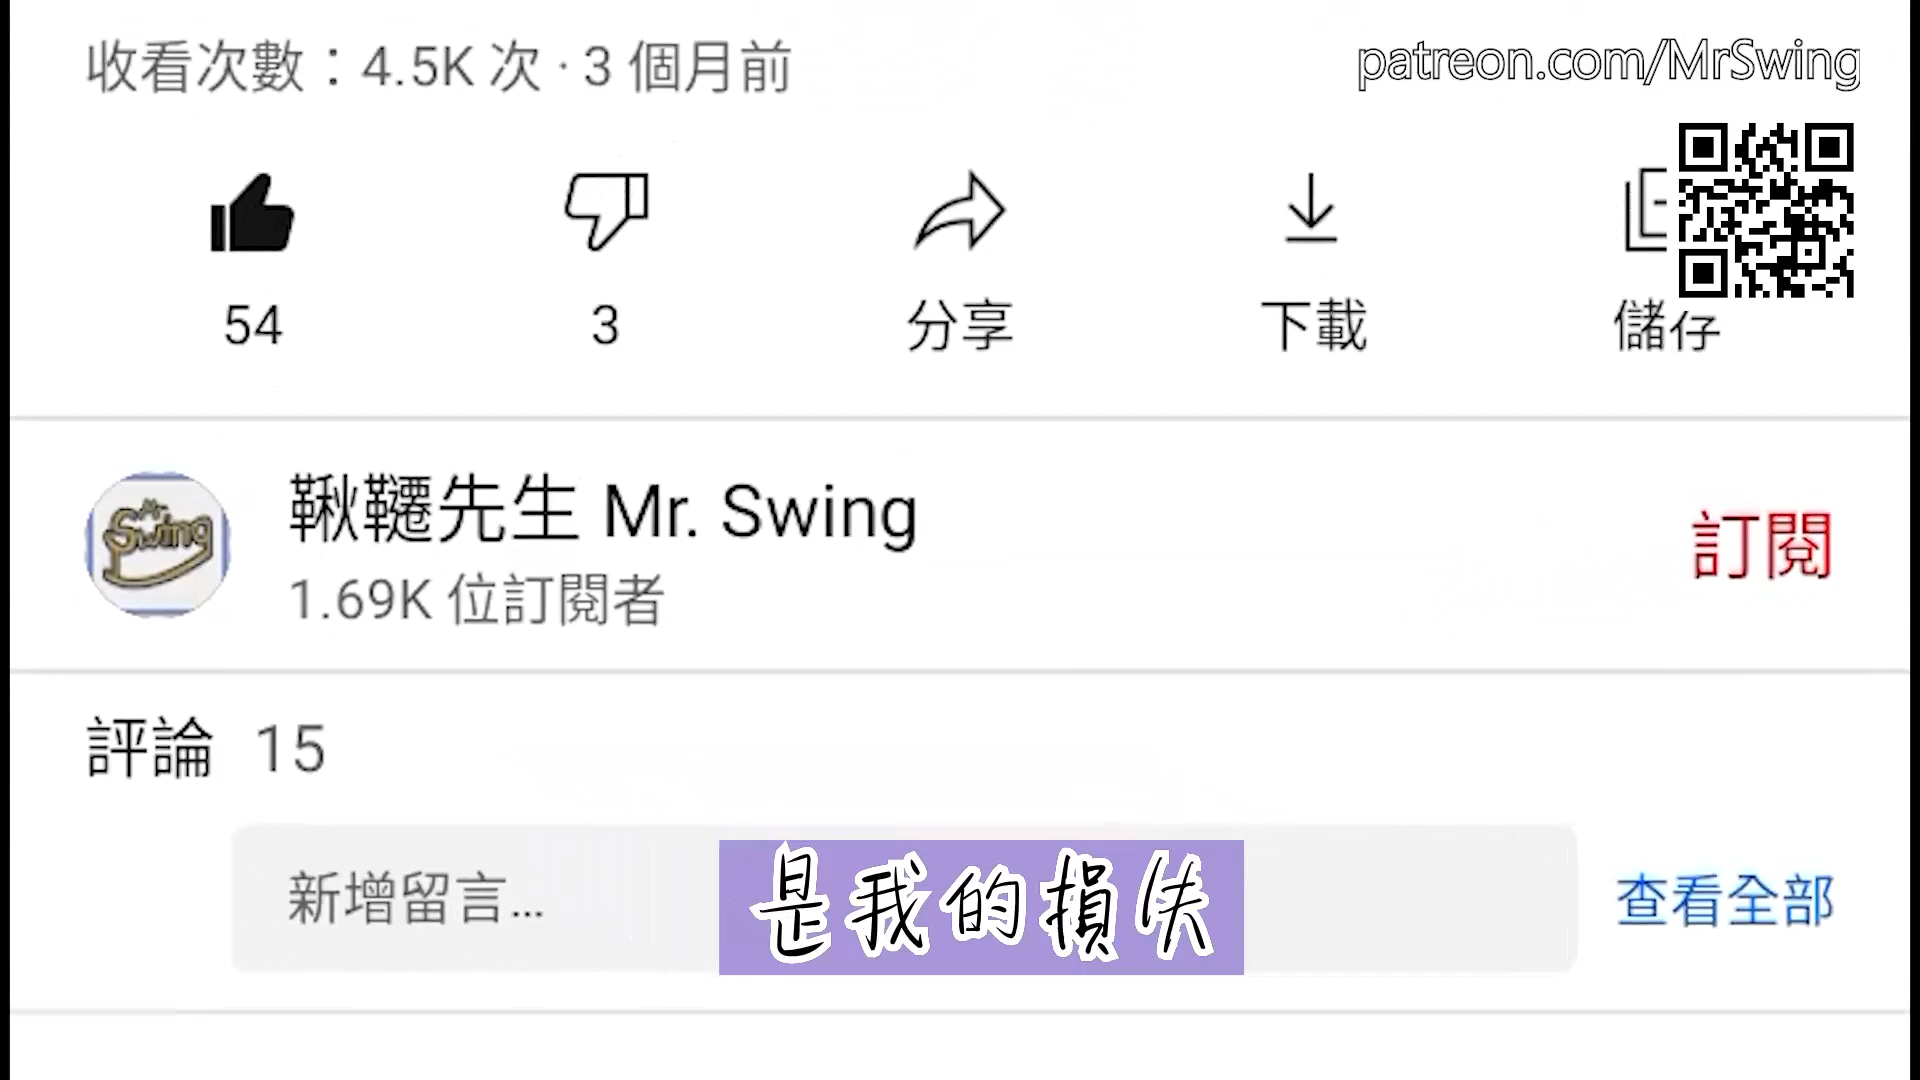 收看次數：4.5K 次 · 3 個月前
patreon.com/MrSwing
54
3
分享
下載
儲存
Mr. Swing
鞦韆先生 Mr. Swing
訂閱
1.69K 位訂閱者
評論 15
新增留言...
是我的損失
查看全部